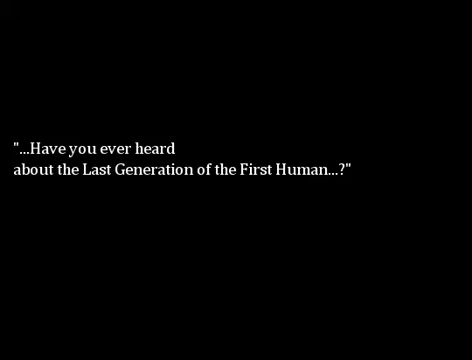 "...Have you ever heard
about the Last Generation of the First Human...?"